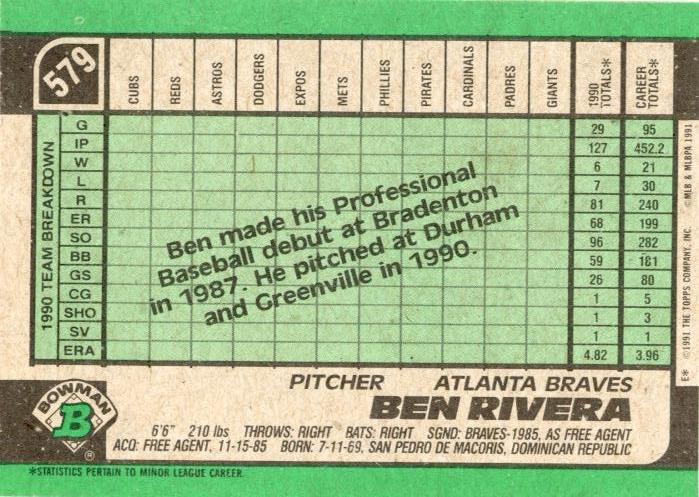 579
CUBS REDS ASTROS DODGERS EXPOS METS PHILLIES PIRATES CARDINALS PADRES GIANTS 1990 TOTALS* CAREER TOTALS*
1990 TEAM BREAKDOWN
G 29 95
IP 127 452.2
W 6 21
L 7 30
R 81 240
ER 68 199
SO 96 282
BB 59 181
GS 26 80
CG 1 5
SHO 1 3
SV 1 1
ERA 4.82 3.96
Ben made his Professional
Baseball debut at Bradenton
in 1987. He pitched at Durham
and Greenville in 1990.
E* ©1991 THE TOPPS COMPANY, INC. ©MLB & MLBPA 1991
BOWMAN
B
®
PITCHER ATLANTA BRAVES
BEN RIVERA
6'6" 210 lbs THROWS: RIGHT BATS: RIGHT SGND: BRAVES-1985, AS FREE AGENT
ACQ: FREE AGENT, 11-15-85 BORN: 7-11-69, SAN PEDRO DE MACORIS, DOMINICAN REPUBLIC
*STATISTICS PERTAIN TO MINOR LEAGUE CAREER.